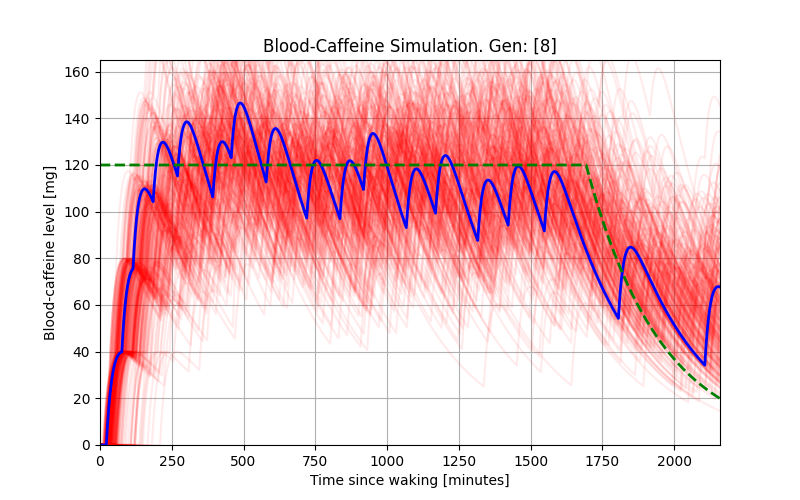 Blood-Caffeine Simulation. Gen: [8]
160
140
120
100
80
60
40
20
0
Blood-caffeine level [mg]
0 250 500 750 1000 1250 1500 1750 2000
Time since waking [minutes]